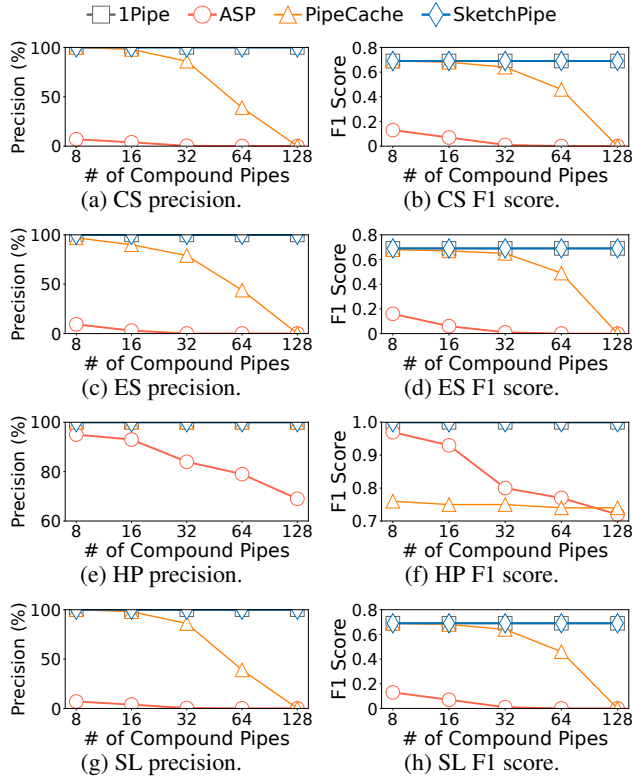 1Pipe ASP PipeCache SketchPipe
Precision (%)
100
50
0
8 16 32 64 128
# of Compound Pipes
(a) CS precision.
F1 Score
0.8
0.6
0.4
0.2
0
8 16 32 64 128
# of Compound Pipes
(b) CS F1 score.
Precision (%)
100
50
0
8 16 32 64 128
# of Compound Pipes
(c) ES precision.
F1 Score
0.8
0.6
0.4
0.2
0
8 16 32 64 128
# of Compound Pipes
(d) ES F1 score.
Precision (%)
100
80
60
8 16 32 64 128
# of Compound Pipes
(e) HP precision.
F1 Score
1.0
0.9
0.8
0.7
8 16 32 64 128
# of Compound Pipes
(f) HP F1 score.
Precision (%)
100
50
0
8 16 32 64 128
# of Compound Pipes
(g) SL precision.
F1 Score
0.8
0.6
0.4
0.2
0
8 16 32 64 128
# of Compound Pipes
(h) SL F1 score.